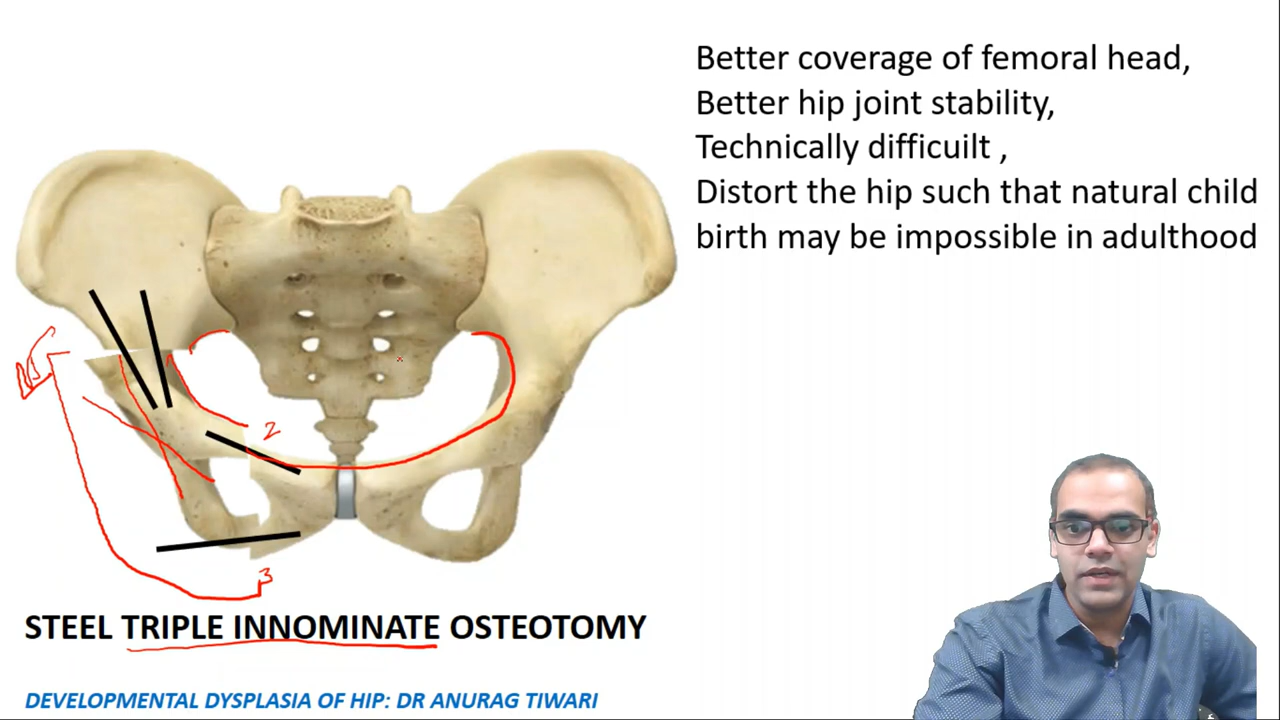 Better coverage of femoral head,
Better hip joint stability,
Technically difficuilt ,
Distort the hip such that natural child
birth may be impossible in adulthood
2
3
STEEL TRIPLE INNOMINATE OSTEOTOMY
DEVELOPMENTAL DYSPLASIA OF HIP: DR ANURAG TIWARI